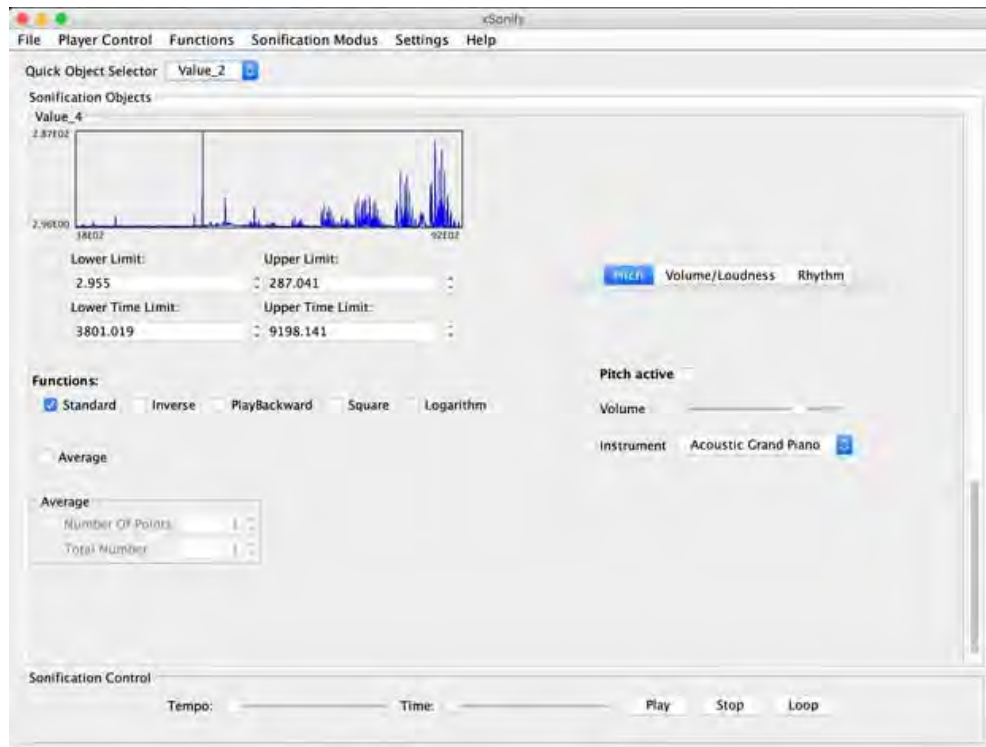 xSonify
File Player Control Functions Sonification Modus Settings Help
Quick Object Selector Value_2
Sonification Objects
Value_4
2.87E02
2.96E00
92E02
Lower Limit: Upper Limit:
2.955 287.041
Lower Time Limit: Upper Time Limit:
3801.019 9198.141
Pitch Volume/Loudness Rhythm
Functions:
Standard Inverse PlayBackward Square Logarithm
Average
Average
Number Of Points 1
Total Number 1
Pitch active
Volume
Instrument Acoustic Grand Piano
Sonification Control
Tempo: Time: Play Stop Loop